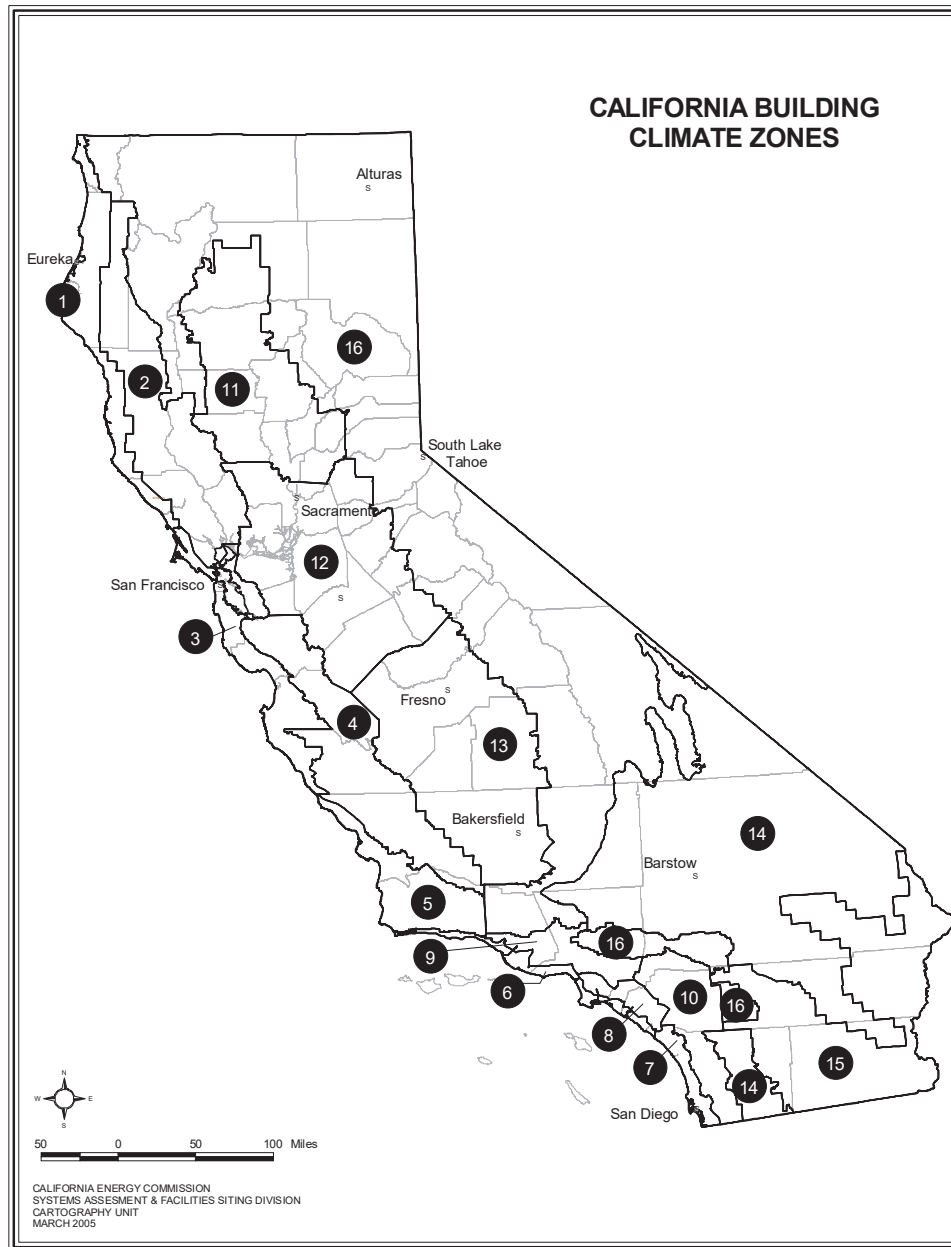 CALIFORNIA BUILDING
CLIMATE ZONES
Alturas
S
Eureka
1
16
2
11
South Lake
Tahoe
S
S
Sacramento
12
San Francisco
S
S
3
Fresno
S
4
13
Bakersfield
S
14
Barstow
S
5
9
16
6
10
16
8
7
15
14
San Diego
S
N
W
E
S
50
0
50
100 Miles
CALIFORNIA ENERGY COMMISSION
SYSTEMS ASSESMENT & FACILITIES SITING DIVISION
CARTOGRAPHY UNIT
MARCH 2005